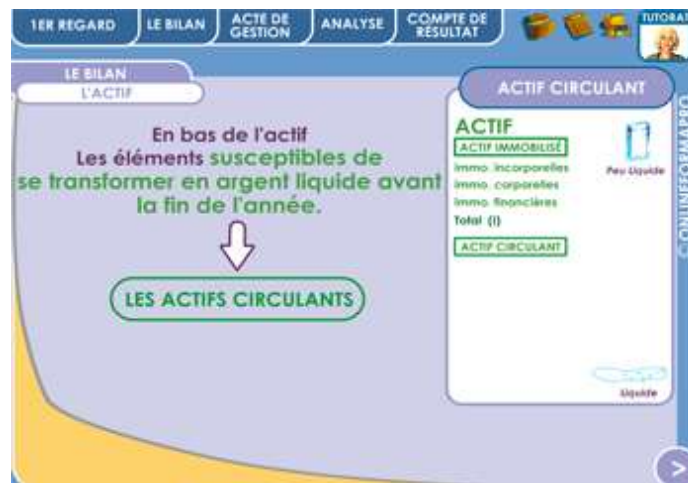 1ER REGARD
LE BILAN
ACTE DE
GESTION
ANALYSE
COMPTE DE
RÉSULTAT
TUTORAT
LE BILAN
L'ACTIF
En bas de l'actif
Les éléments susceptibles de
se transformer en argent liquide avant
la fin de l'année.
LES ACTIFS CIRCULANTS
ACTIF CIRCULANT
ACTIF
ACTIF IMMOBILISÉ
Immo. incorporelles
Immo. corporelles
Immo. financières
Total (I)
ACTIF CIRCULANT
Peu Liquide
Liquide
© ONLINEFORMAPRO
>